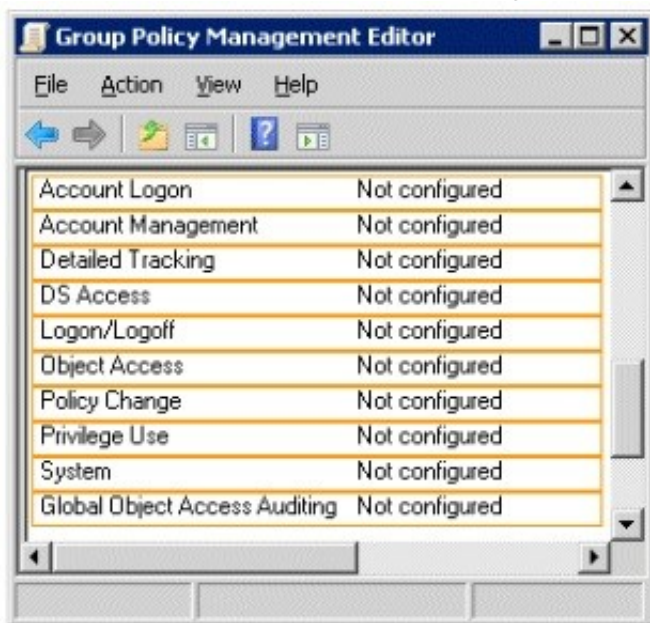 Group Policy Management Editor
File Action View Help
Account Logon Not configured
Account Management Not configured
Detailed Tracking Not configured
DS Access Not configured
Logon/Logoff Not configured
Object Access Not configured
Policy Change Not configured
Privilege Use Not configured
System Not configured
Global Object Access Auditing Not configured